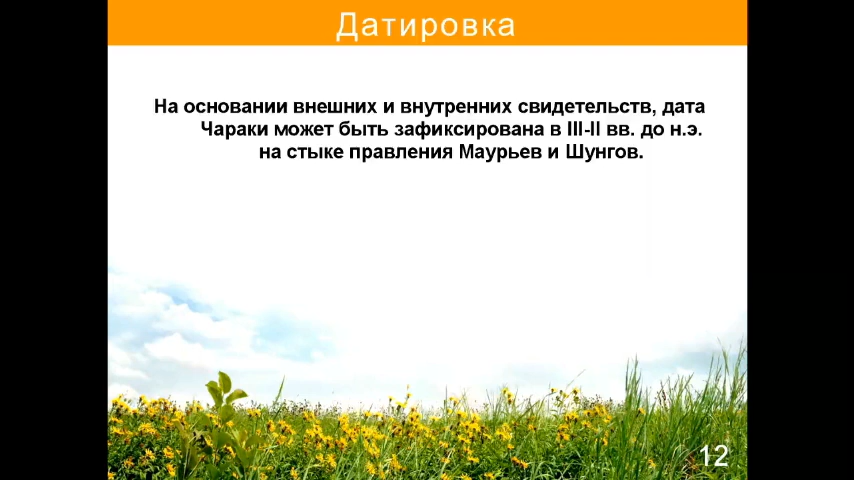 Датировка
На основании внешних и внутренних свидетельств, дата
Чараки может быть зафиксирована в III-II вв. до н.э.
на стыке правления Маурьев и Шунгов.
12